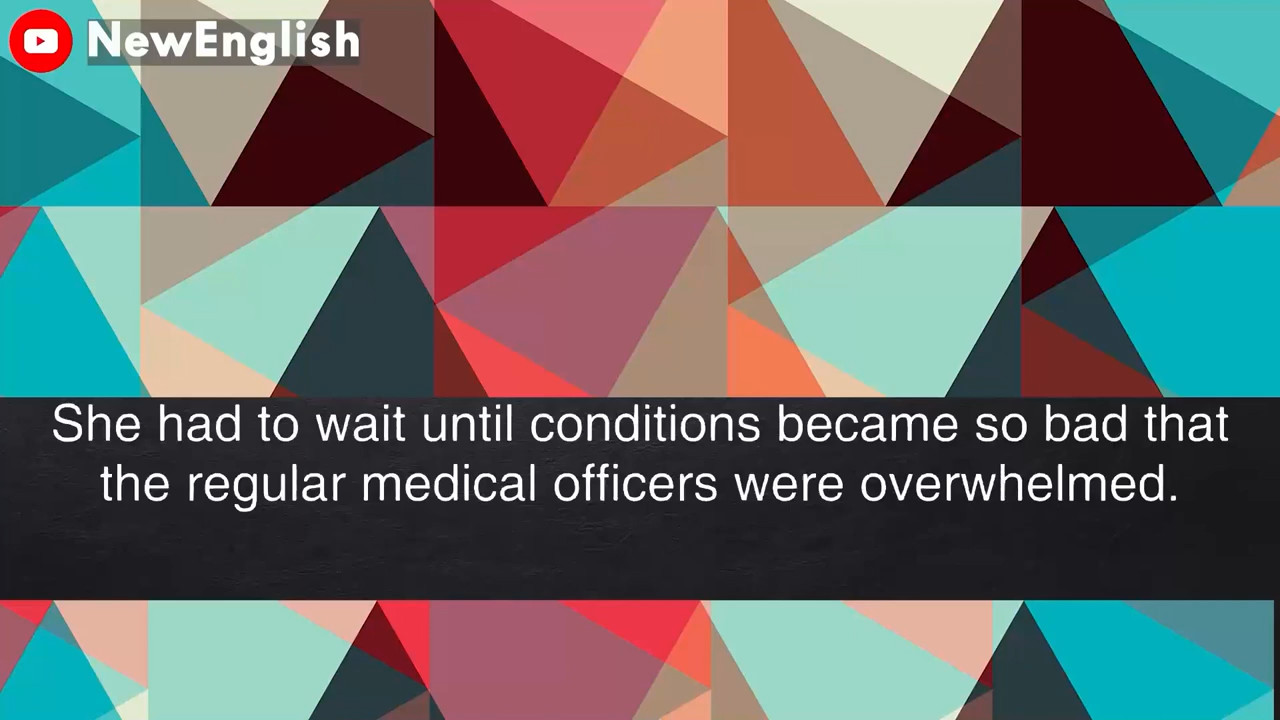 NewEnglish
She had to wait until conditions became so bad that
the regular medical officers were overwhelmed.